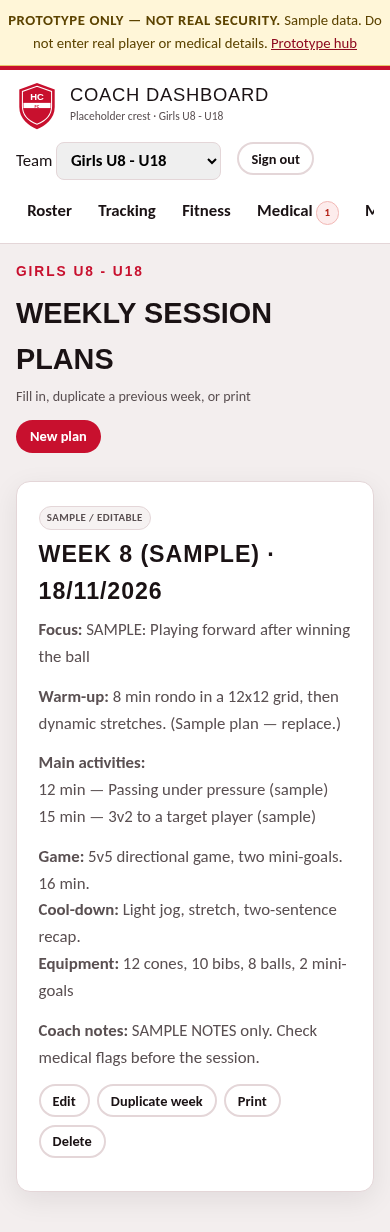 PROTOTYPE ONLY — NOT REAL SECURITY. Sample data. Do
not enter real player or medical details. Prototype hub
HC
COACH DASHBOARD
Placeholder crest · Girls U8 - U18
Team Girls U8 - U18 Sign out
Roster Tracking Fitness Medical 1
GIRLS U8 - U18
WEEKLY SESSION
PLANS
Fill in, duplicate a previous week, or print
New plan
SAMPLE / EDITABLE
WEEK 8 (SAMPLE) ·
18/11/2026
Focus: SAMPLE: Playing forward after winning
the ball
Warm-up: 8 min rondo in a 12x12 grid, then
dynamic stretches. (Sample plan — replace.)
Main activities:
12 min — Passing under pressure (sample)
15 min — 3v2 to a target player (sample)
Game: 5v5 directional game, two mini-goals.
16 min.
Cool-down: Light jog, stretch, two-sentence
recap.
Equipment: 12 cones, 10 bibs, 8 balls, 2 mini-
goals
Coach notes: SAMPLE NOTES only. Check
medical flags before the session.
Edit Duplicate week Print
Delete